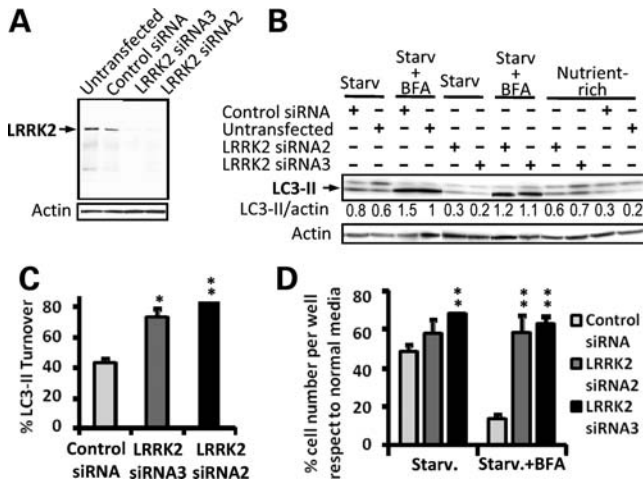 A
Untransfected
Control siRNA
LRRK2 siRNA3
LRRK2 siRNA2
LRRK2
Actin
B
Starv
Starv + BFA
Starv
Starv + BFA
Nutrient-rich
Control siRNA + - + - - - - - - - + -
Untransfected - + - + - - - - - - - +
LRRK2 siRNA2 - - - - + - + - + - - -
LRRK2 siRNA3 - - - - - + - + - + - -
LC3-II
LC3-II/actin 0.8 0.6 1.5 1 0.3 0.2 1.2 1.1 0.6 0.7 0.3 0.2
Actin
C
% LC3-II Turnover
80
60
40
20
0
*
**
Control siRNA
LRRK2 siRNA3
LRRK2 siRNA2
D
% cell number per well
respect to normal media
80
60
40
20
0
**
**
**
Starv.
Starv.+BFA
Control siRNA
LRRK2 siRNA2
LRRK2 siRNA3